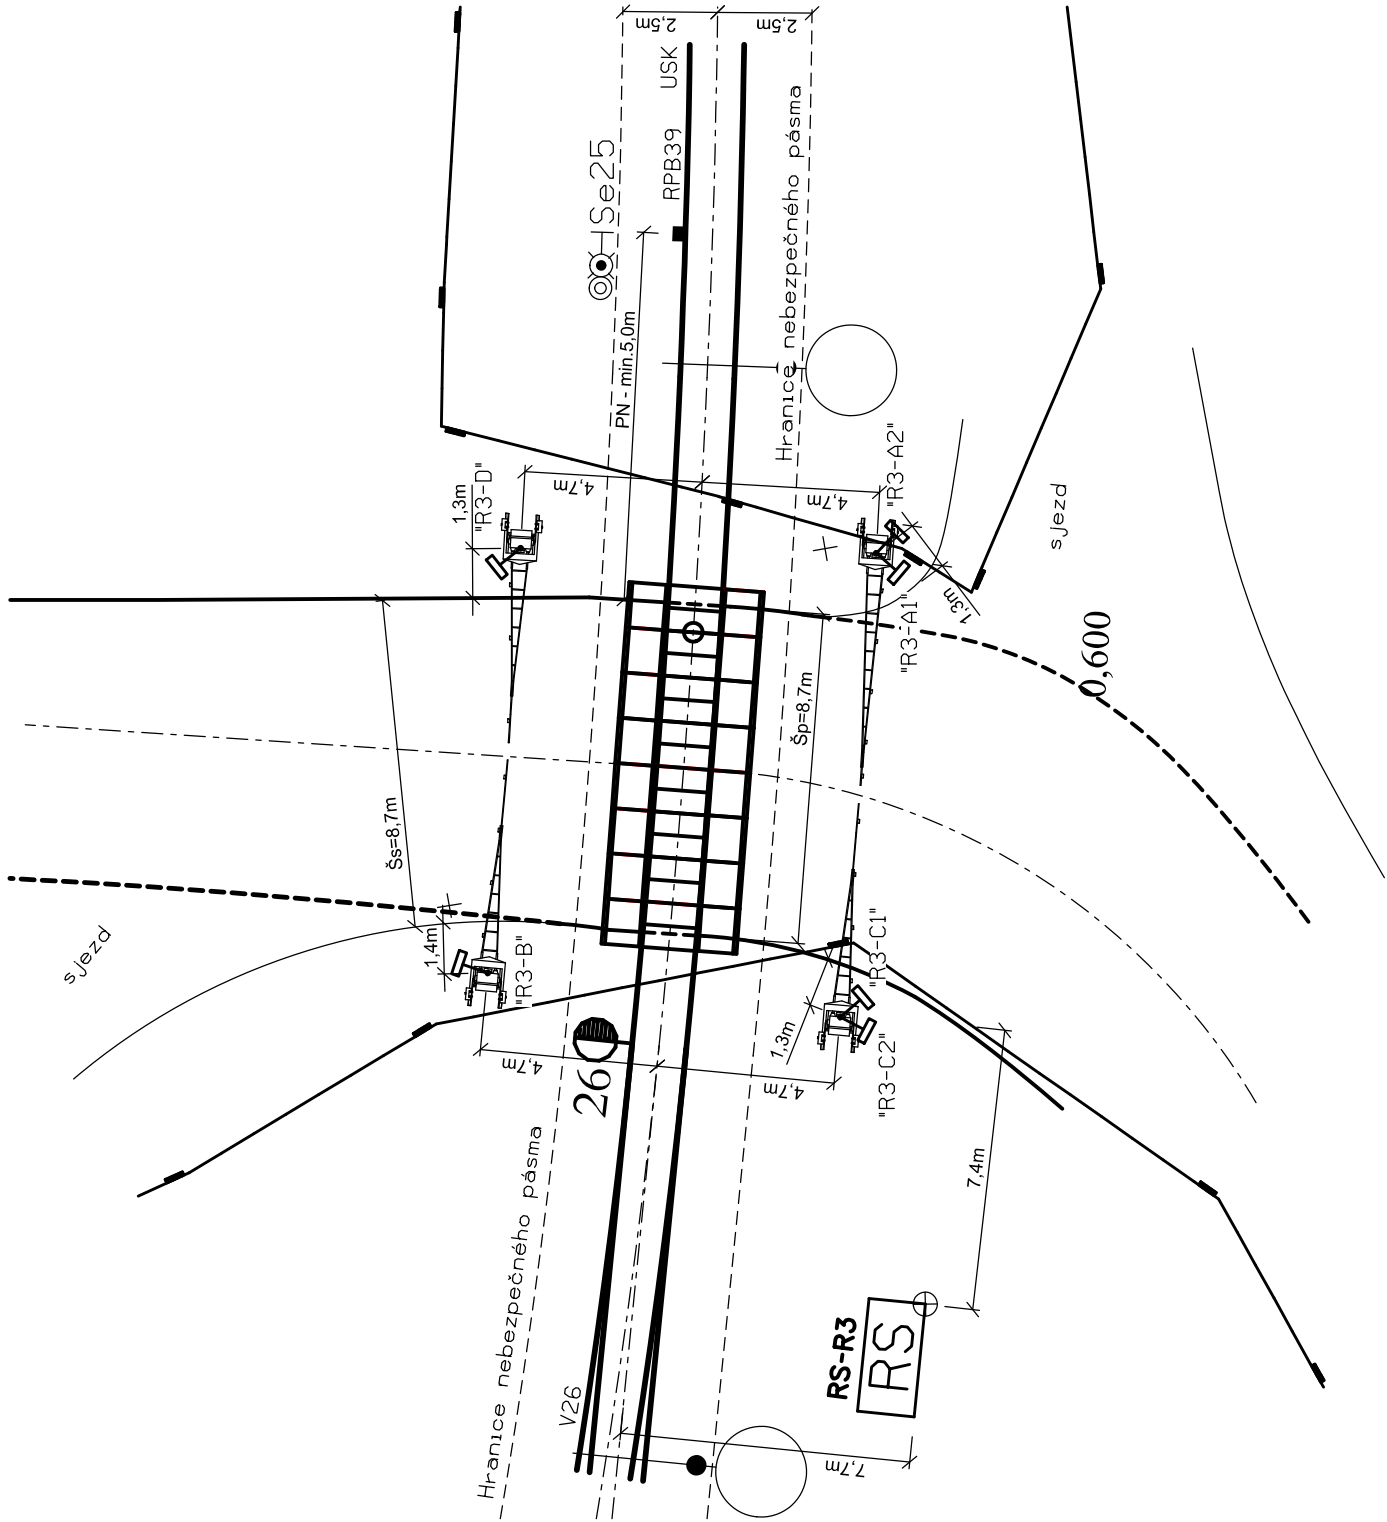 2,5m
2,5m
USK
RPB39
Se25
Hranice nebezpečného pásma
PN - min.5,0m
"R3-D"
1,3m
4,7m
4,7m
"R3-A2"
sjezd
"R3-A1"
1,3m
0,600
Šp=8,7m
Šs=8,7m
sjezd
1,4m
"R3-B"
"R3-C1"
1,3m
"R3-C2"
4,7m
4,7m
26
Hranice nebezpečného pásma
7,4m
RS-R3
RS
V26
7,7m